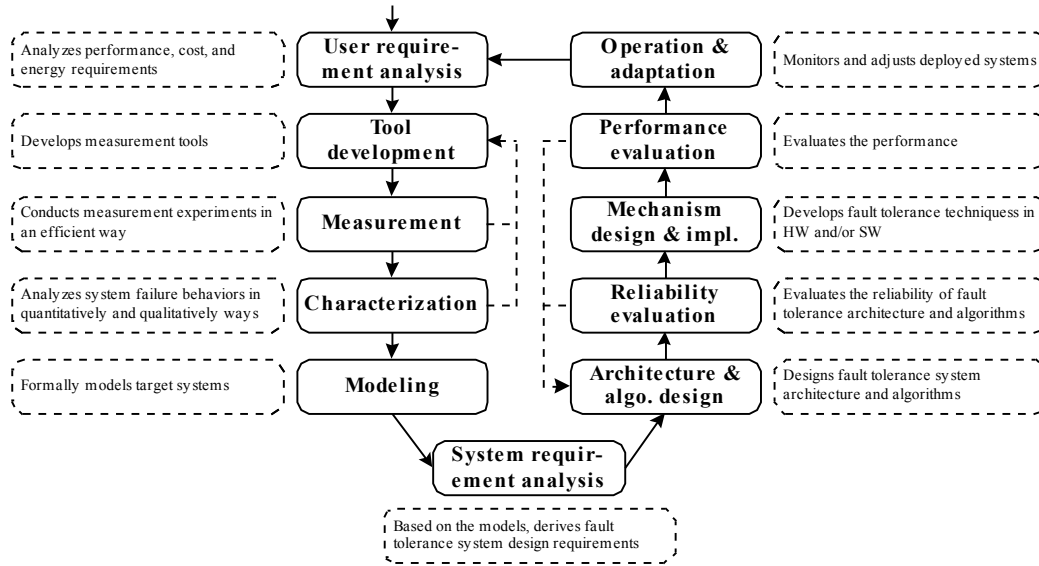 Analyzes performance, cost, and
energy requirements
User require-
ment analysis
Operation &
adaptation
Monitors and adjusts deployed systems
Develops measurement tools
Tool
development
Performance
evaluation
Evaluates the performance
Conducts measurement experiments in
an efficient way
Measurement
Mechanism
design & impl.
Develops fault tolerance techniquess in
HW and/or SW
Analyzes system failure behaviors in
quantitatively and qualitatively ways
Characterization
Reliability
evaluation
Evaluates the reliability of fault
tolerance architecture and algorithms
Formally models target systems
Modeling
Architecture &
algo. design
Designs fault tolerance system
architecture and algorithms
System requir-
ement analysis
Based on the models, derives fault
tolerance system design requirements